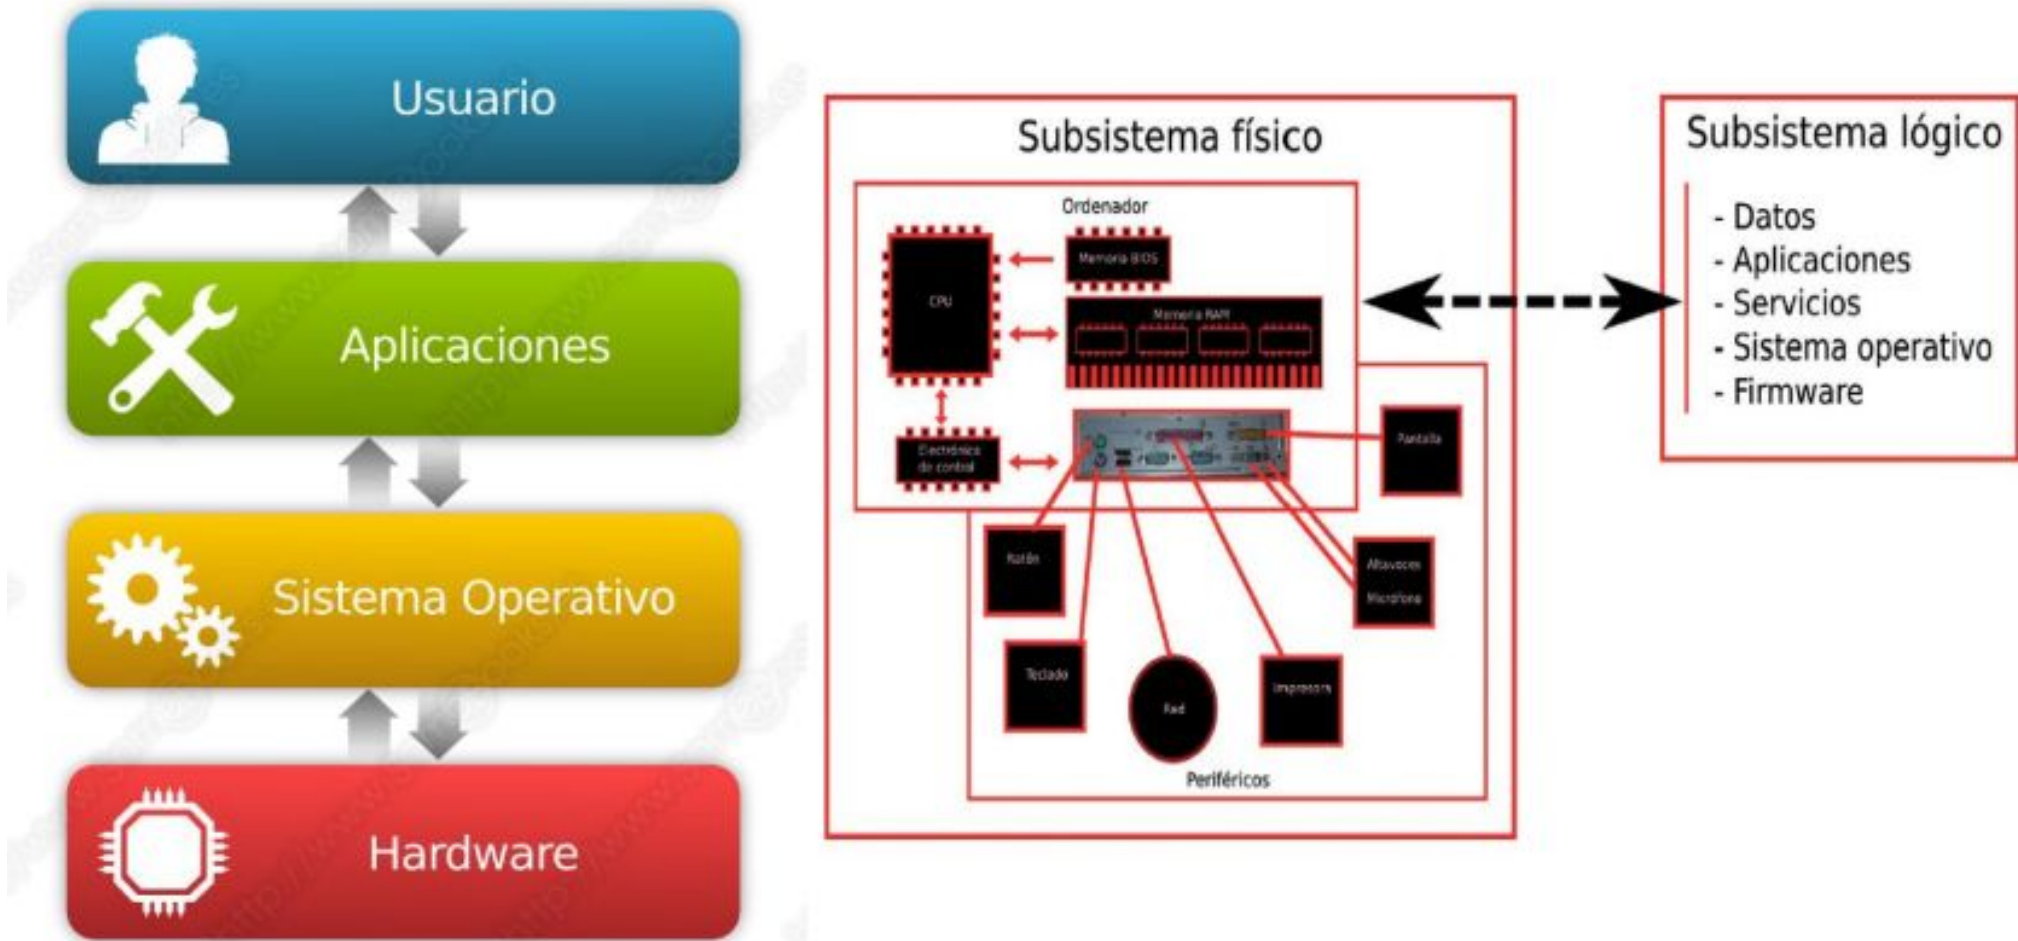 Usuario
Aplicaciones
Sistema Operativo
Hardware
Subsistema físico
Ordenador
CPU
Memoria BIOS
Memoria RAM
Electrónica
de control
Pantalla
Ratón
Altavoces
Micrófono
Teclado
Red
Impresora
Periféricos
Subsistema lógico
- Datos
- Aplicaciones
- Servicios
- Sistema operativo
- Firmware